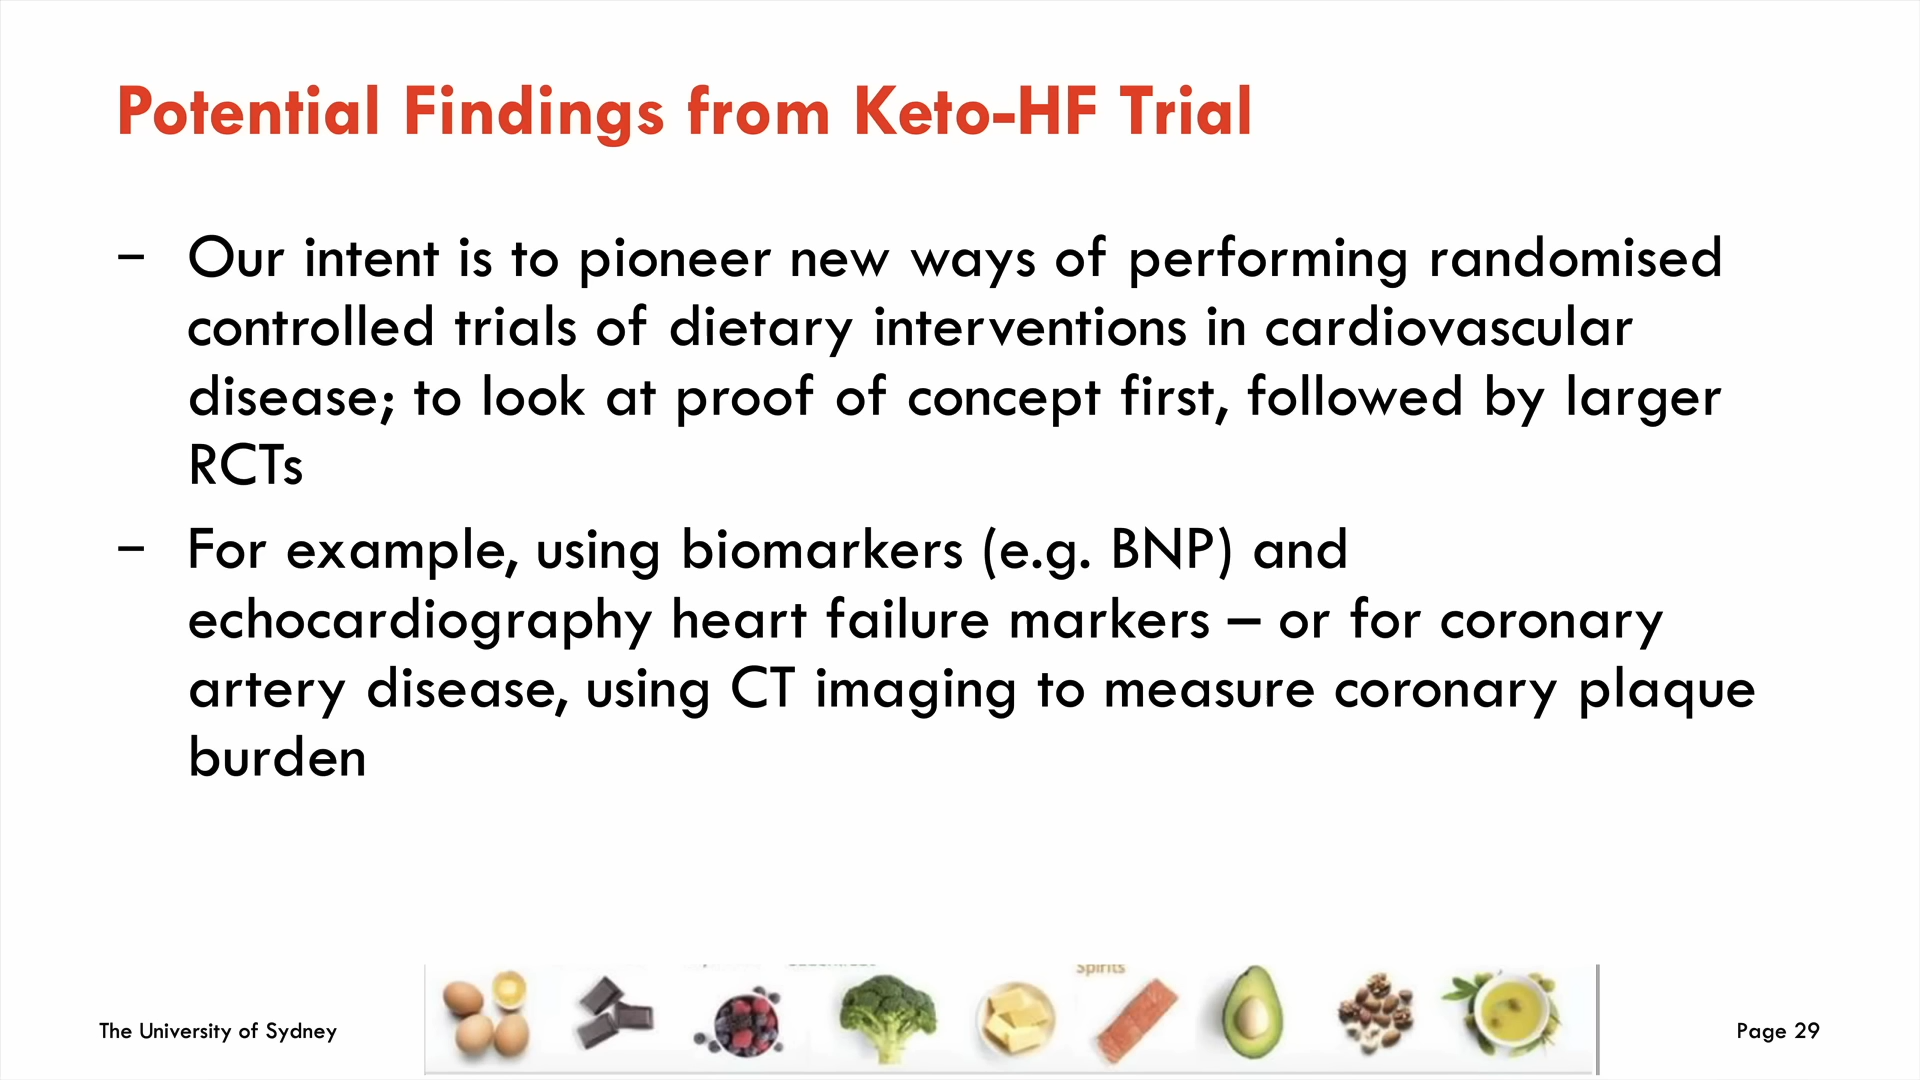 Potential Findings from Keto-HF Trial
– Our intent is to pioneer new ways of performing randomised
controlled trials of dietary interventions in cardiovascular
disease; to look at proof of concept first, followed by larger
RCTs
– For example, using biomarkers (e.g. BNP) and
echocardiography heart failure markers – or for coronary
artery disease, using CT imaging to measure coronary plaque
burden
Spirits
The University of Sydney
Page 29